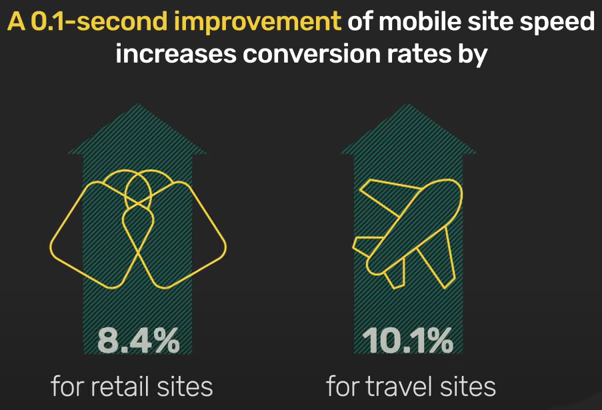 A 0.1-second improvement of mobile site speed
increases conversion rates by
8.4%
for retail sites
10.1%
for travel sites